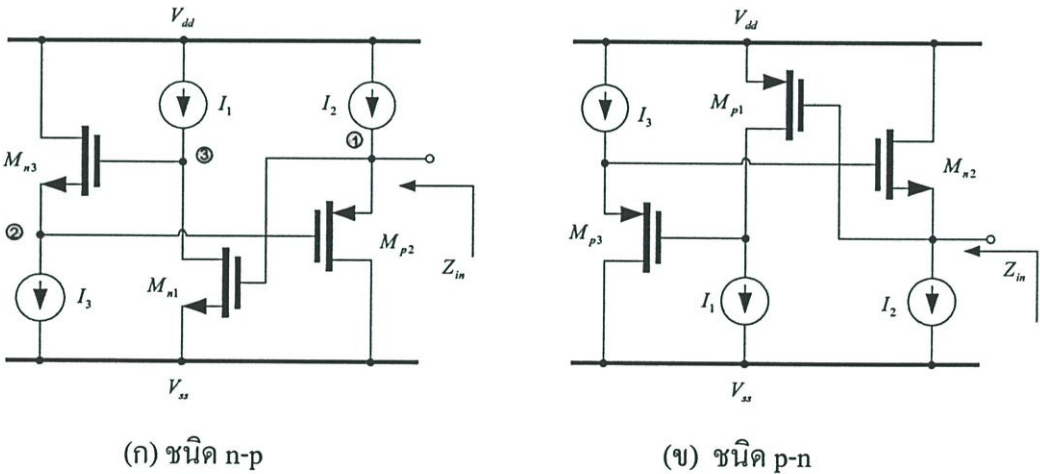 V_dd
I_1
I_2
①
M_n3
③
②
M_p2
M_n1
I_3
Z_in
V_ss
(ก) ชนิด n-p
V_dd
M_p1
I_3
M_n2
M_p3
Z_in
I_1
I_2
V_ss
(ข) ชนิด p-n